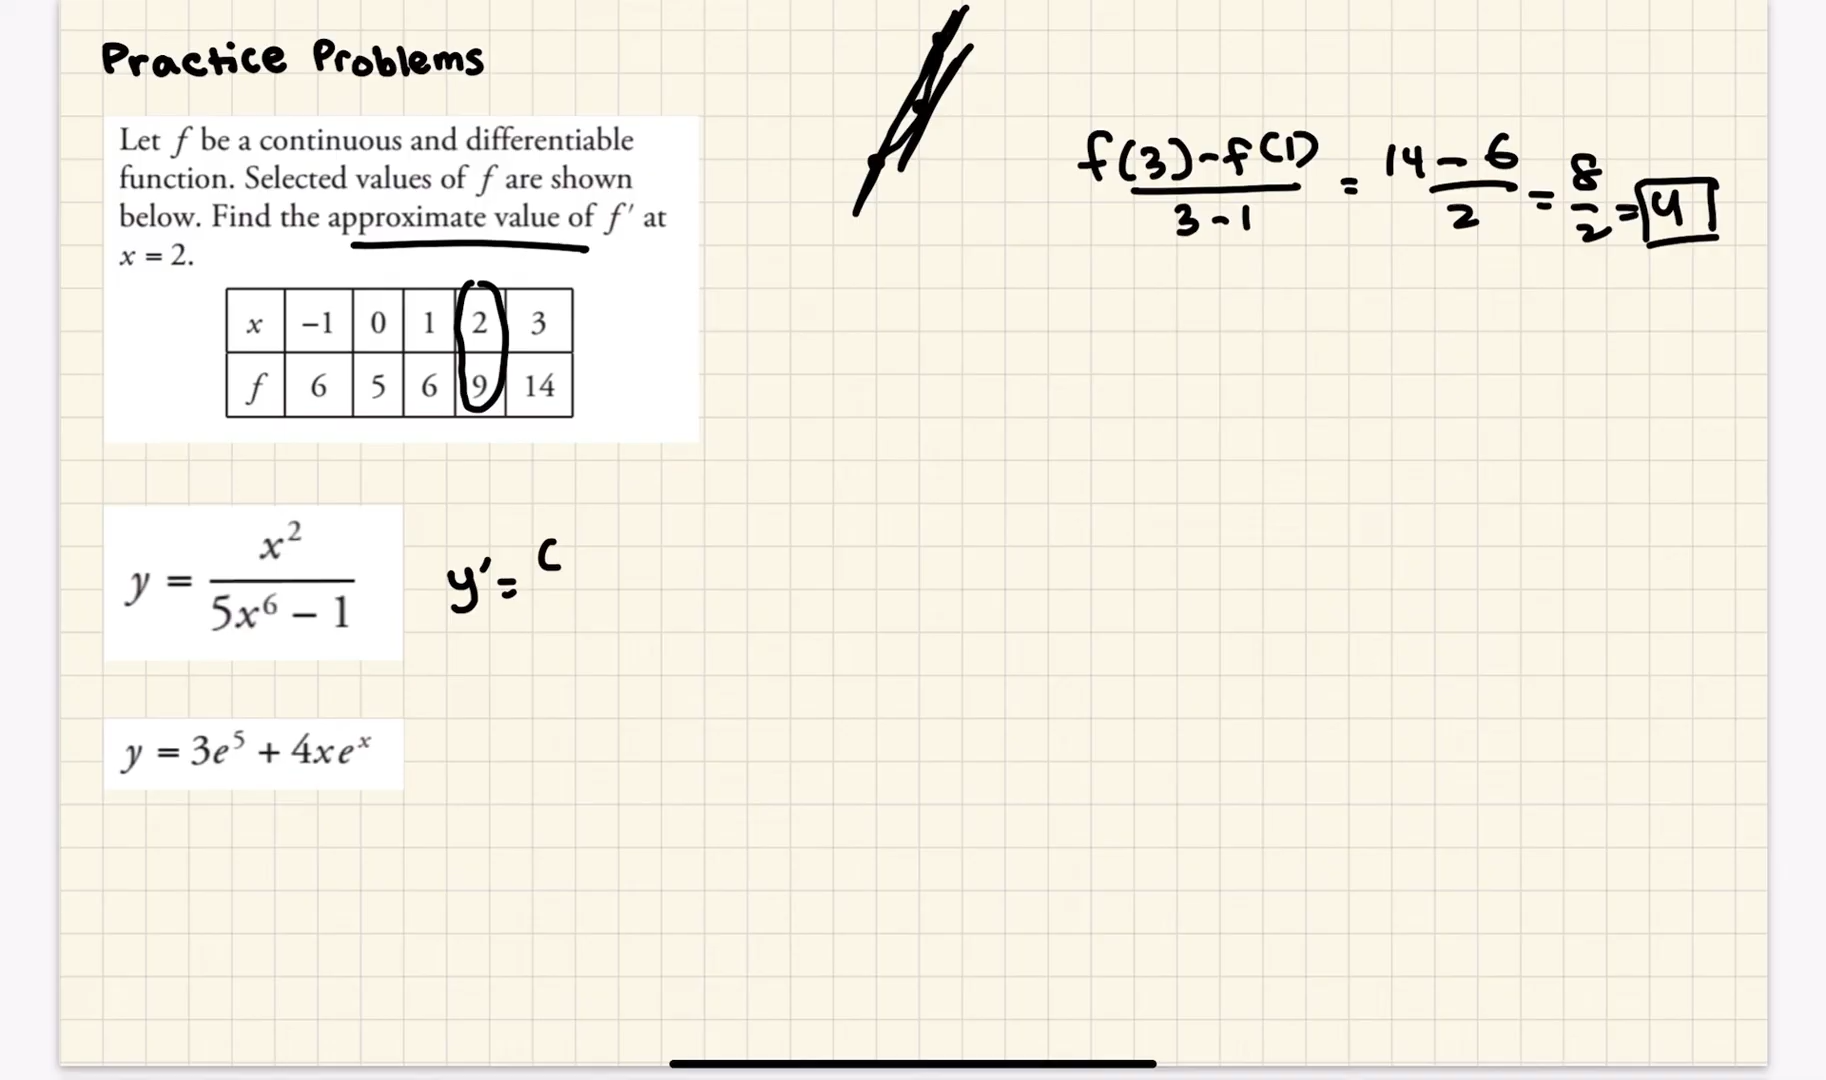 Practice Problems
Let f be a continuous and differentiable
function. Selected values of f are shown
below. Find the approximate value of f′ at
x = 2.
x −1 0 1 2 3
f 6 5 6 9 14
f(3)-f(1) / 3-1 = 14-6 / 2 = 8/2 = 4
y = x² / 5x⁶ − 1
y′= (
y = 3e⁵ + 4xeˣ